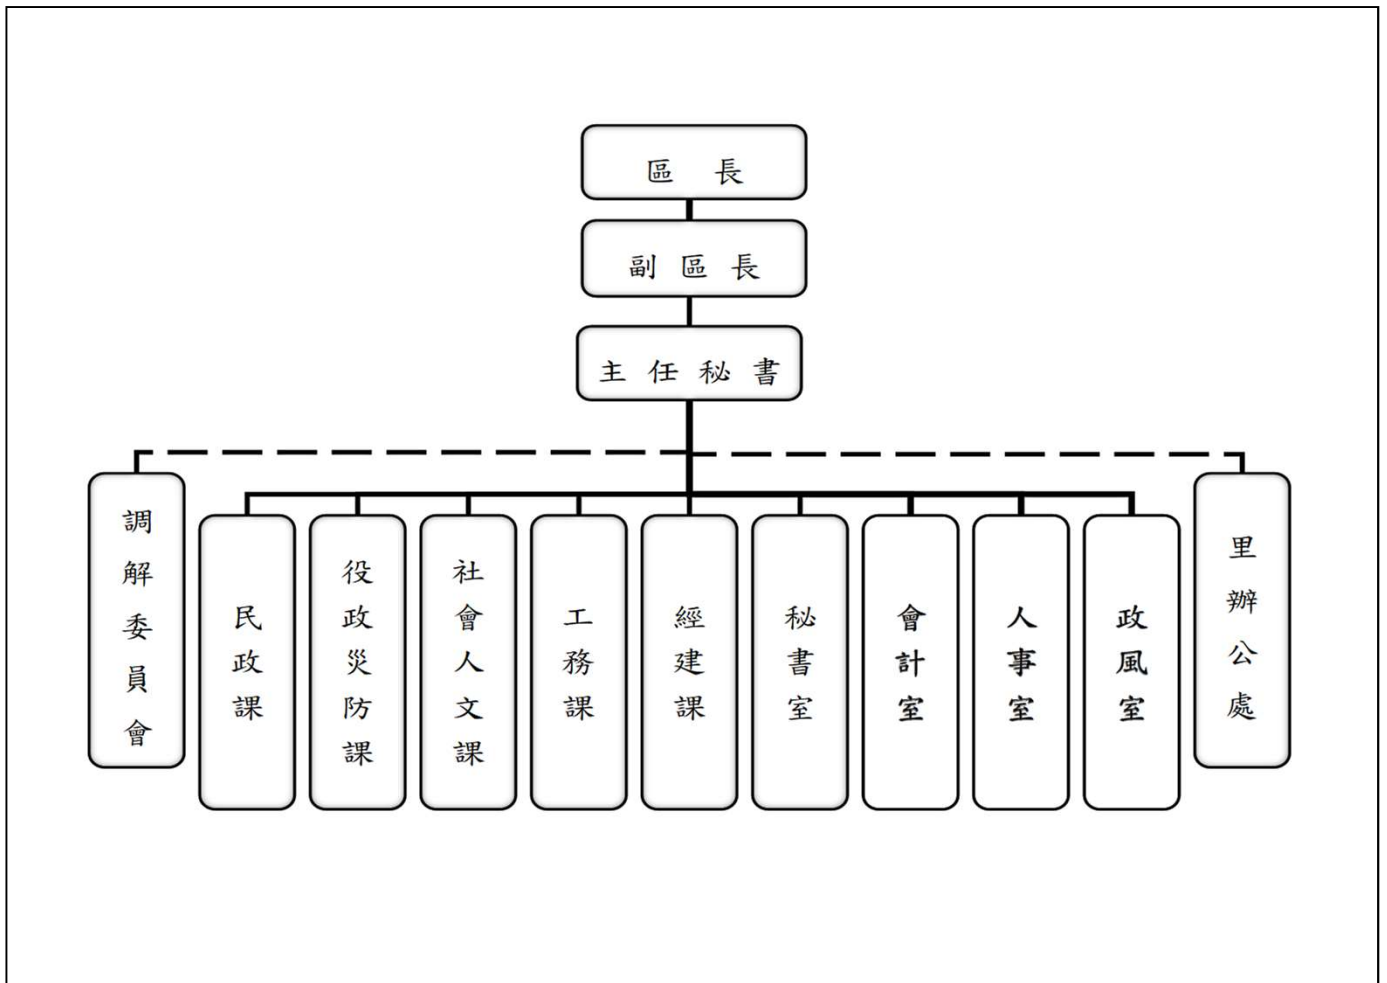 區長
副區長
主任秘書
調解委員會
民政課
役政災防課
社會人文課
工務課
經建課
秘書室
會計室
人事室
政風室
里辦公處